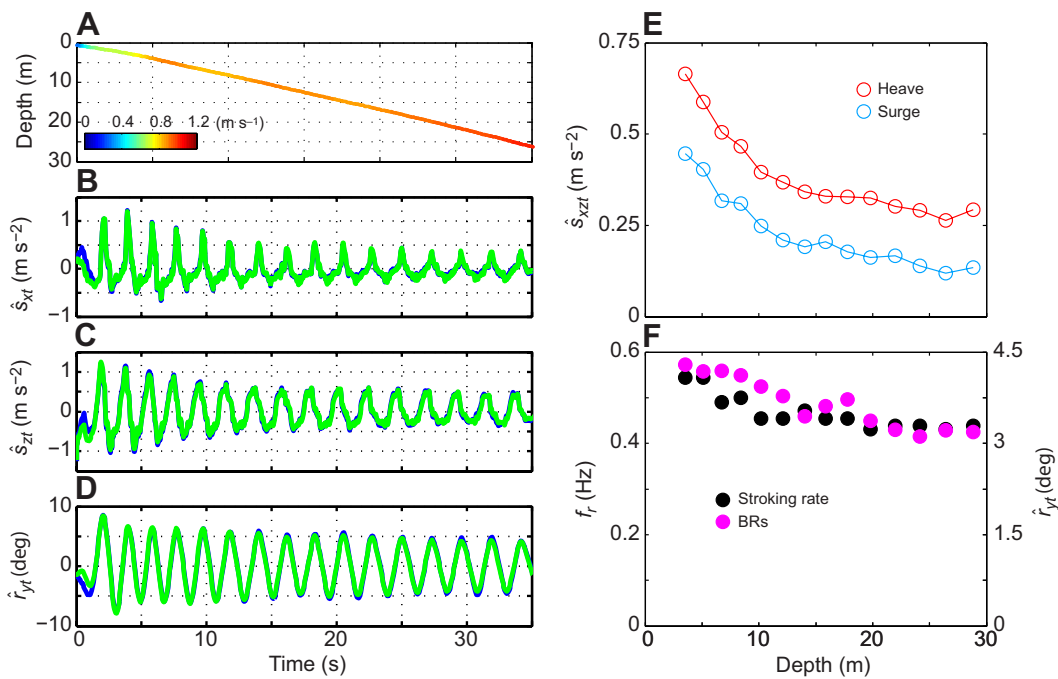 A
Depth (m)
0
10
20
30
0 0.4 0.8 1.2 (m s⁻¹)
B
ŝxt (m s⁻²)
1
0
−1
C
ŝzt (m s⁻²)
1
0
−1
D
r̂yt (deg)
10
0
−10
0 10 20 30
Time (s)
E
ŝxzt (m s⁻²)
0.75
0.5
0.25
0
Heave
Surge
F
fr (Hz)
0.6
0.4
0.2
0
Stroking rate
BRs
4.5
3
1.5
0
r̂yt (deg)
0 10 20 30
Depth (m)